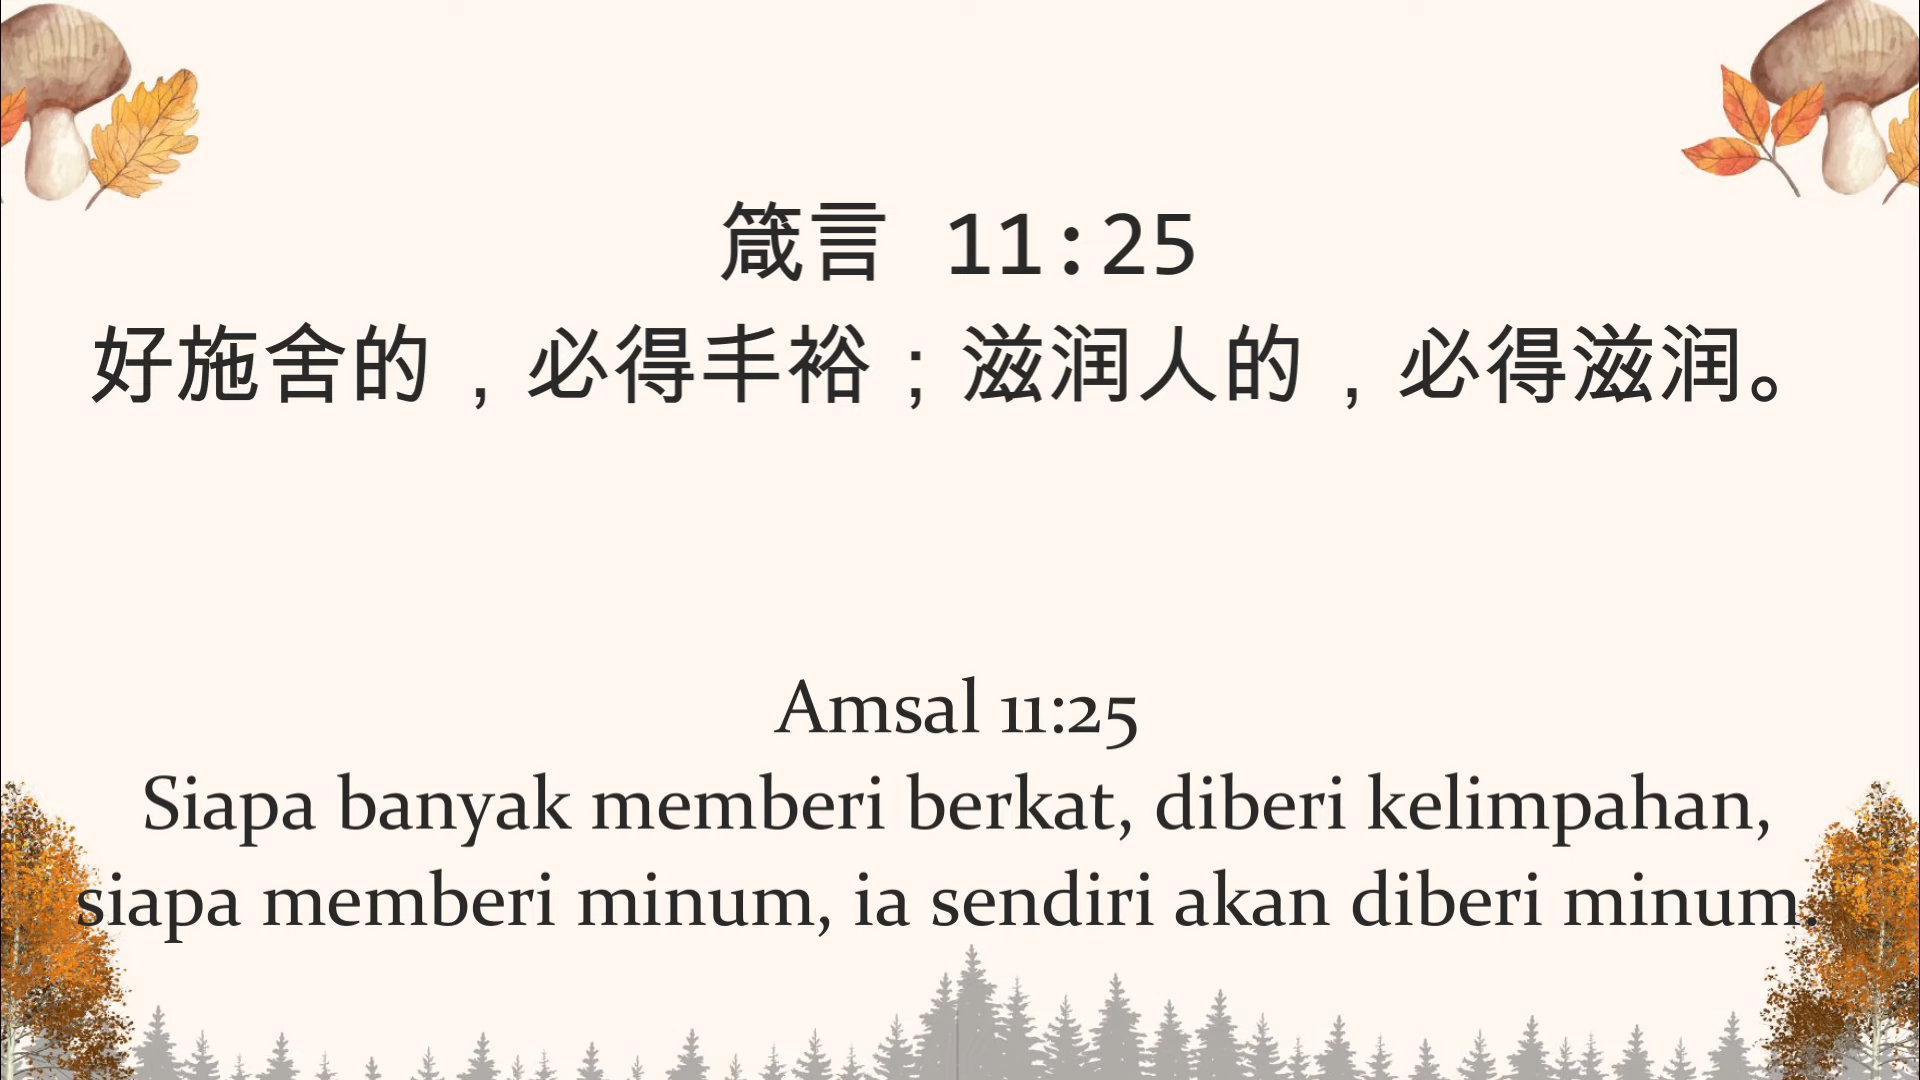 箴言 11:25
好施舍的，必得丰裕；滋润人的，必得滋润。
Amsal 11:25
Siapa banyak memberi berkat, diberi kelimpahan,
siapa memberi minum, ia sendiri akan diberi minum.